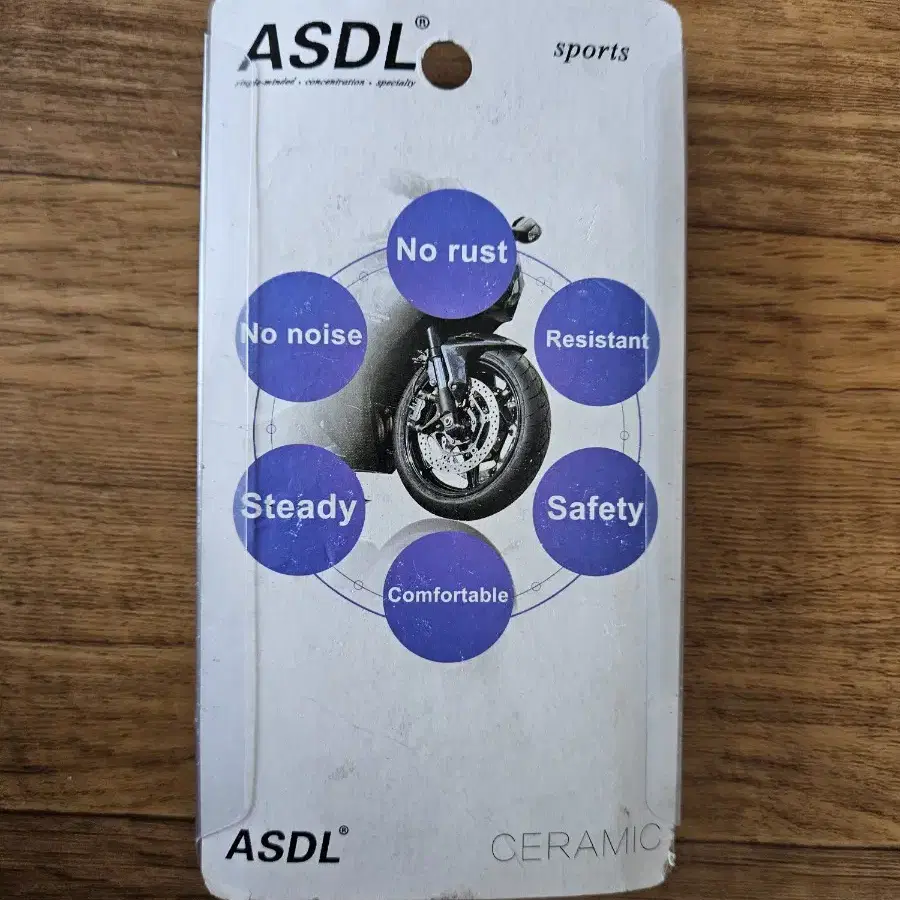 ASDL®
single-minded • concentration • specialty
sports
No rust
No noise
Resistant
Steady
Safety
Comfortable
ASDL®
CERAMIC